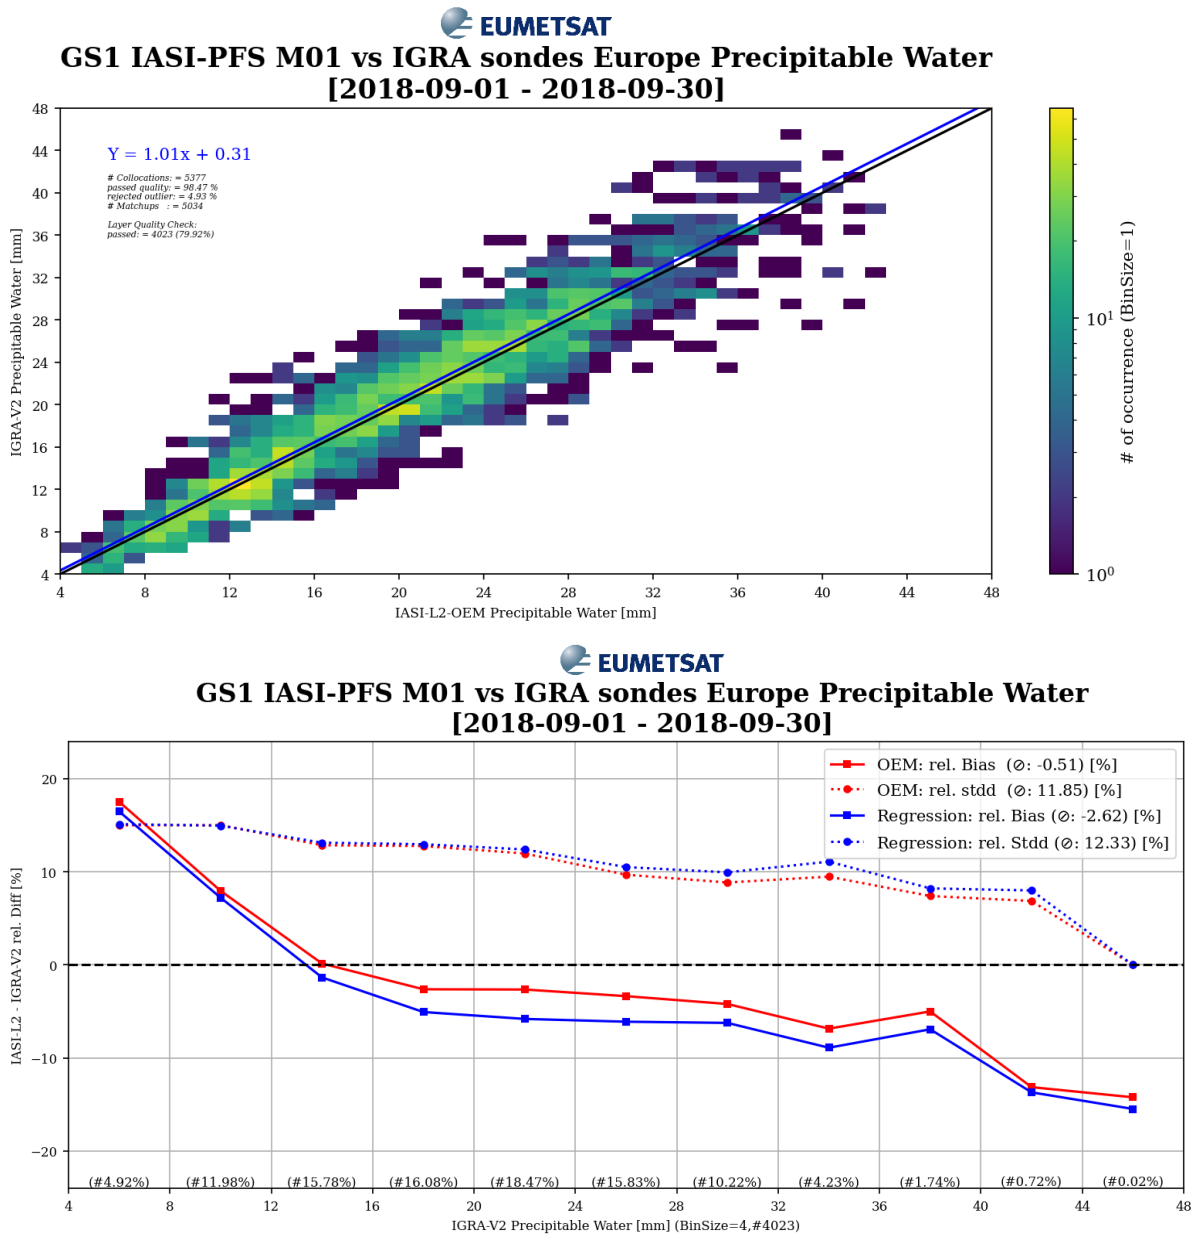 EUMETSAT
GS1 IASI-PFS M01 vs IGRA sondes Europe Precipitable Water
[2018-09-01 - 2018-09-30]
48
44
40
36
32
28
24
20
16
12
8
4
IGRA-V2 Precipitable Water [mm]
Y = 1.01x + 0.31
# Collocations: = 5377
passed quality: = 98.47 %
rejected outlier: = 4.93 %
# Matchups : = 5034
Layer Quality Check:
passed: = 4023 (79.92%)
4 8 12 16 20 24 28 32 36 40 44 48
IASI-L2-OEM Precipitable Water [mm]
10¹
10⁰
# of occurrence (BinSize=1)
EUMETSAT
GS1 IASI-PFS M01 vs IGRA sondes Europe Precipitable Water
[2018-09-01 - 2018-09-30]
OEM: rel. Bias (⊘: -0.51) [%]
OEM: rel. stdd (⊘: 11.85) [%]
Regression: rel. Bias (⊘: -2.62) [%]
Regression: rel. Stdd (⊘: 12.33) [%]
20
10
0
−10
−20
IASI-L2 - IGRA-V2 rel. Diff [%]
(#4.92%) (#11.98%) (#15.78%) (#16.08%) (#18.47%) (#15.83%) (#10.22%) (#4.23%) (#1.74%) (#0.72%) (#0.02%)
4 8 12 16 20 24 28 32 36 40 44 48
IGRA-V2 Precipitable Water [mm] (BinSize=4,#4023)